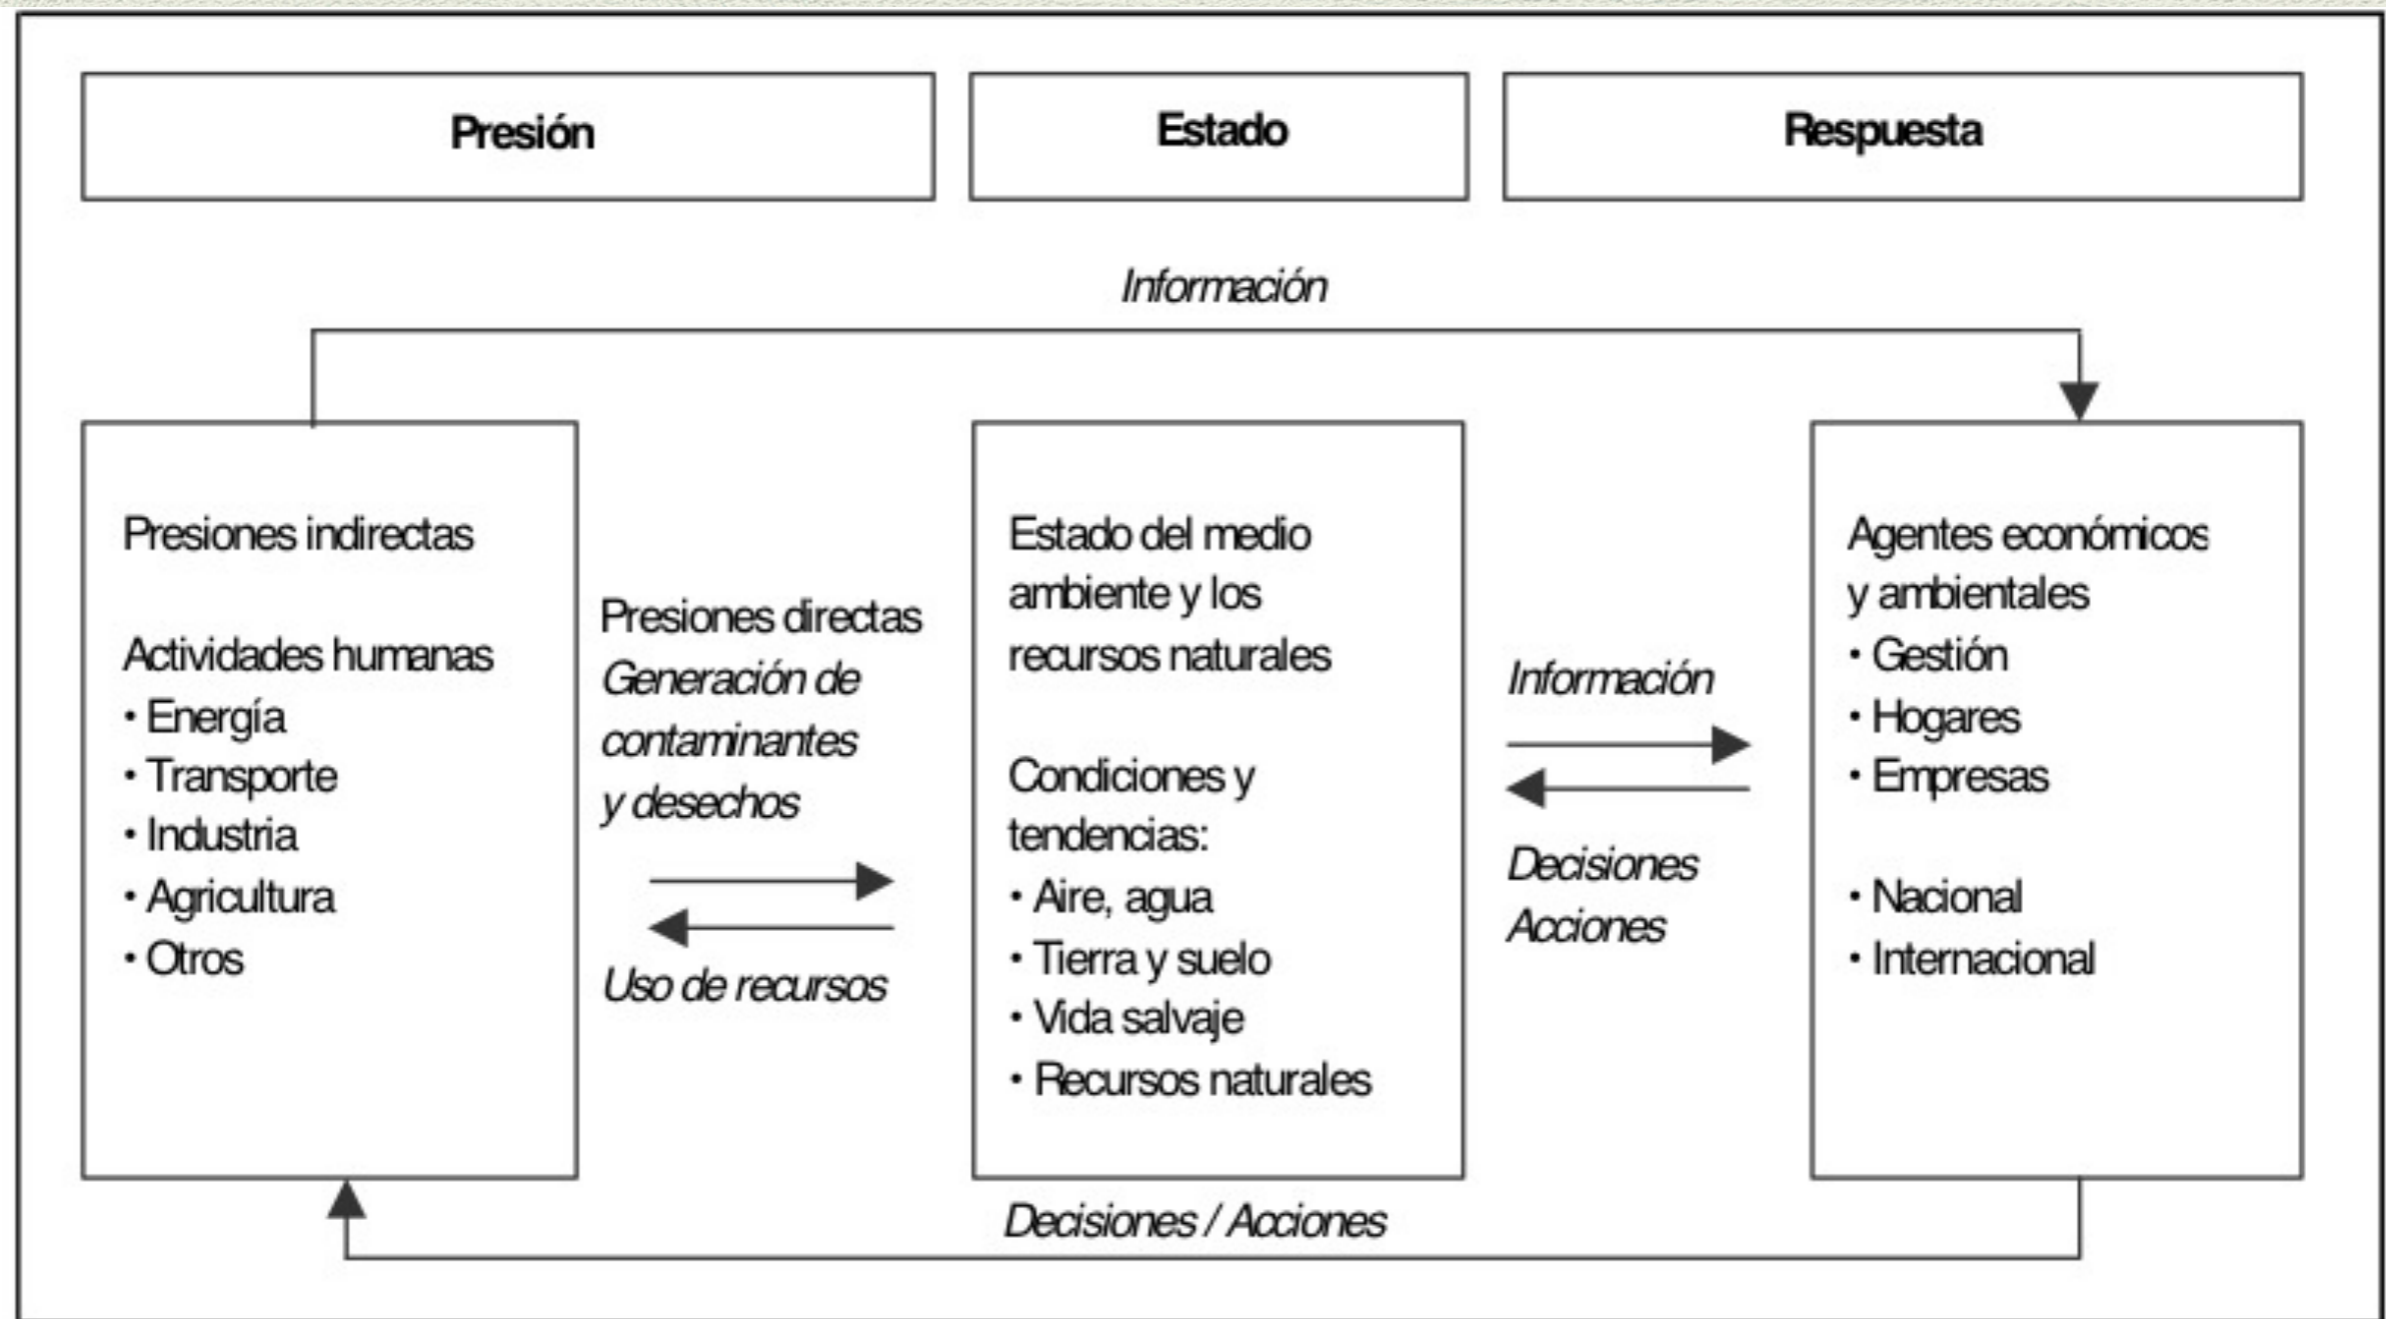 Presión
Estado
Respuesta
Información
Presiones indirectas
Actividades humanas
• Energía
• Transporte
• Industria
• Agricultura
• Otros
Presiones directas
Generación de
contaminantes
y desechos
Uso de recursos
Estado del medio
ambiente y los
recursos naturales
Condiciones y
tendencias:
• Aire, agua
• Tierra y suelo
• Vida salvaje
• Recursos naturales
Información
Decisiones
Acciones
Agentes económicos
y ambientales
• Gestión
• Hogares
• Empresas
• Nacional
• Internacional
Decisiones / Acciones